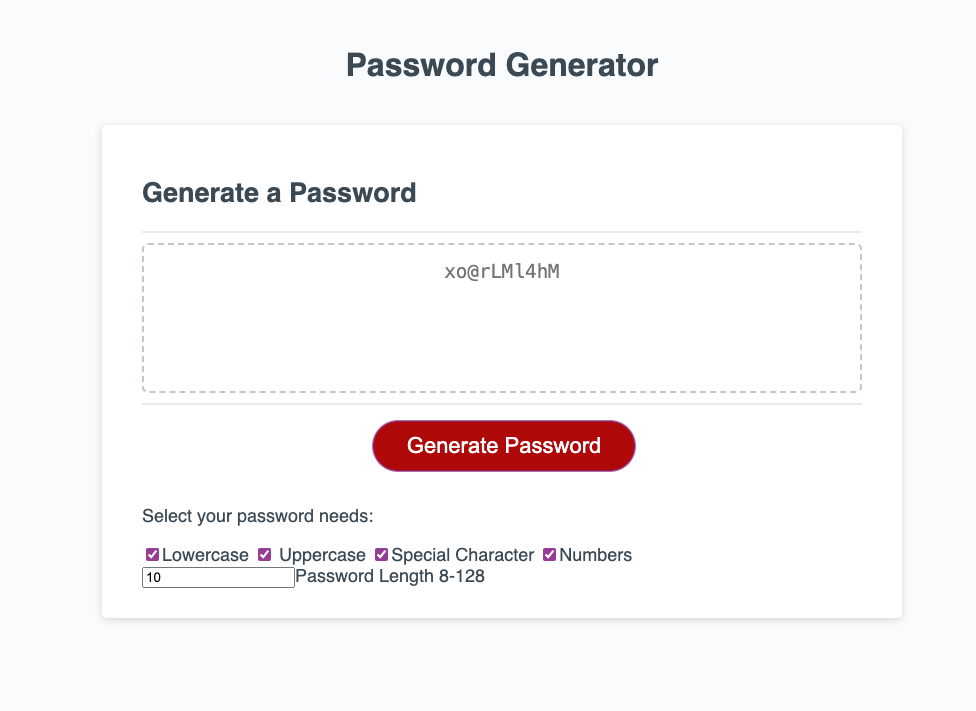 Password Generator
Generate a Password
xo@rLMl4hM
Generate Password
Select your password needs:
Lowercase Uppercase Special Character Numbers
10 Password Length 8-128